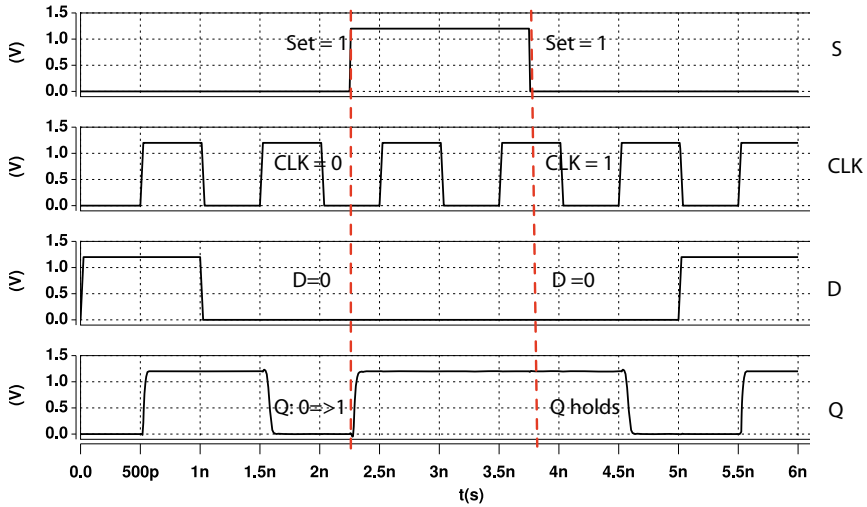 (V)
1.5
1.0
0.5
0.0
Set = 1
Set = 1
S
(V)
1.5
1.0
0.5
0.0
CLK = 0
CLK = 1
CLK
(V)
1.5
1.0
0.5
0.0
D=0
D =0
D
(V)
1.5
1.0
0.5
0.0
Q: 0=>1
Q holds
Q
0.0 500p 1n 1.5n 2n 2.5n 3n 3.5n 4n 4.5n 5n 5.5n 6n
t(s)